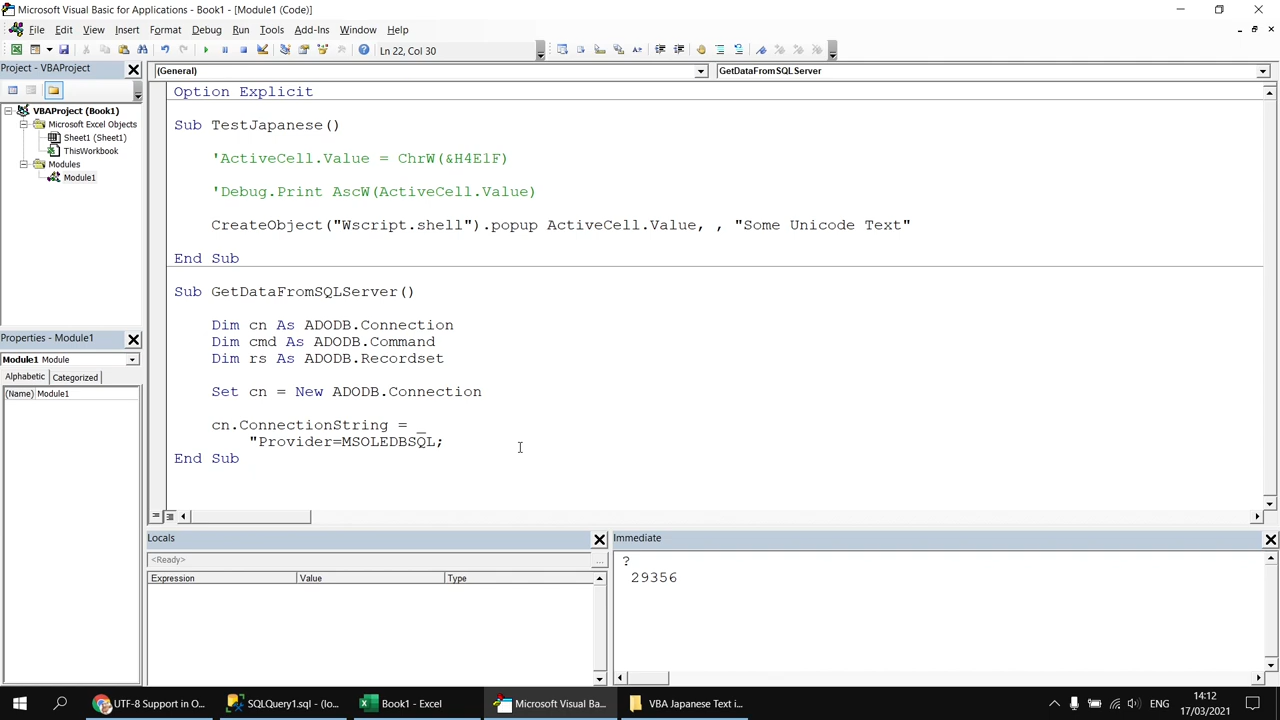 Microsoft Visual Basic for Applications - Book1 - [Module1 (Code)]
File Edit View Insert Format Debug Run Tools Add-Ins Window Help
Ln 22, Col 30
Project - VBAProject
(General)
GetDataFromSQLServer
VBAProject (Book1)
Microsoft Excel Objects
Sheet1 (Sheet1)
ThisWorkbook
Modules
Module1
Properties - Module1
Module1 Module
Alphabetic Categorized
(Name) Module1
Option Explicit
Sub TestJapanese()
'ActiveCell.Value = ChrW(&H4E1F)
'Debug.Print AscW(ActiveCell.Value)
CreateObject("Wscript.shell").popup ActiveCell.Value, , "Some Unicode Text"
End Sub
Sub GetDataFromSQLServer()
Dim cn As ADODB.Connection
Dim cmd As ADODB.Command
Dim rs As ADODB.Recordset
Set cn = New ADODB.Connection
cn.ConnectionString = _
"Provider=MSOLEDBSQL;
End Sub
Locals
<Ready>
...
Expression Value Type
Immediate
?
29356
UTF-8 Support in O...
SQLQuery1.sql - (lo...
Book1 - Excel
Microsoft Visual Ba...
VBA Japanese Text i...
ENG
14:12
17/03/2021